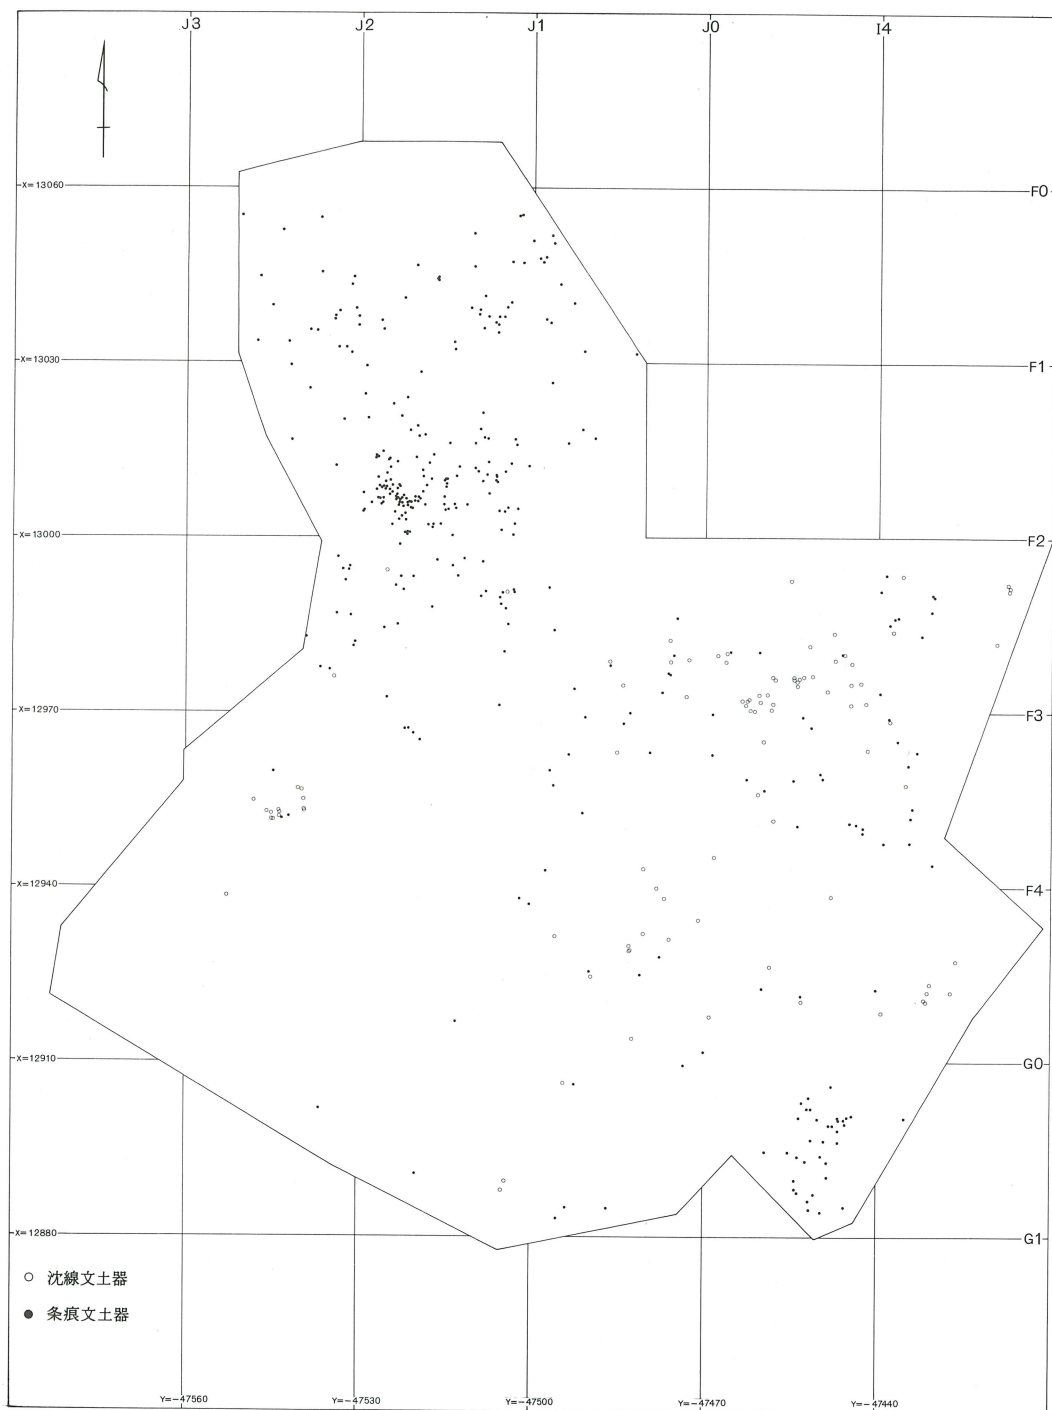 J3
J2
J1
J0
I4
X=13060
F0
X=13030
F1
X=13000
F2
X=12970
F3
X=12940
F4
X=12910
G0
X=12880
G1
○ 沈線文土器
● 条痕文土器
Y=-47560
Y=-47530
Y=-47500
Y=-47470
Y=-47440